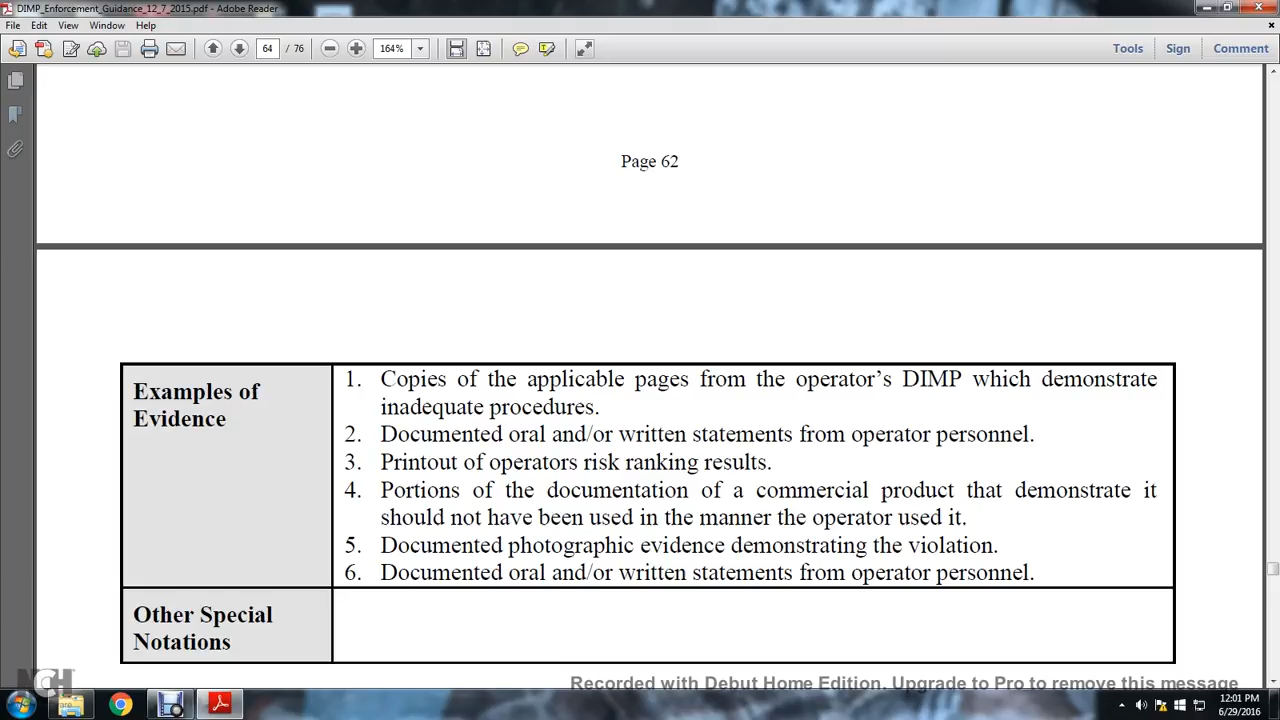 DIMP_Enforcement_Guidance_12_7_2015.pdf - Adobe Reader
File Edit View Window Help
64 / 76 164% Tools Sign Comment
Page 62
Examples of Evidence
1. Copies of the applicable pages from the operator's DIMP which demonstrate
inadequate procedures.
2. Documented oral and/or written statements from operator personnel.
3. Printout of operators risk ranking results.
4. Portions of the documentation of a commercial product that demonstrate it
should not have been used in the manner the operator used it.
5. Documented photographic evidence demonstrating the violation.
6. Documented oral and/or written statements from operator personnel.
Other Special
Notations
Recorded with Debut Home Edition. Upgrade to Pro to remove this message
NCH
12:01 PM
6/29/2016